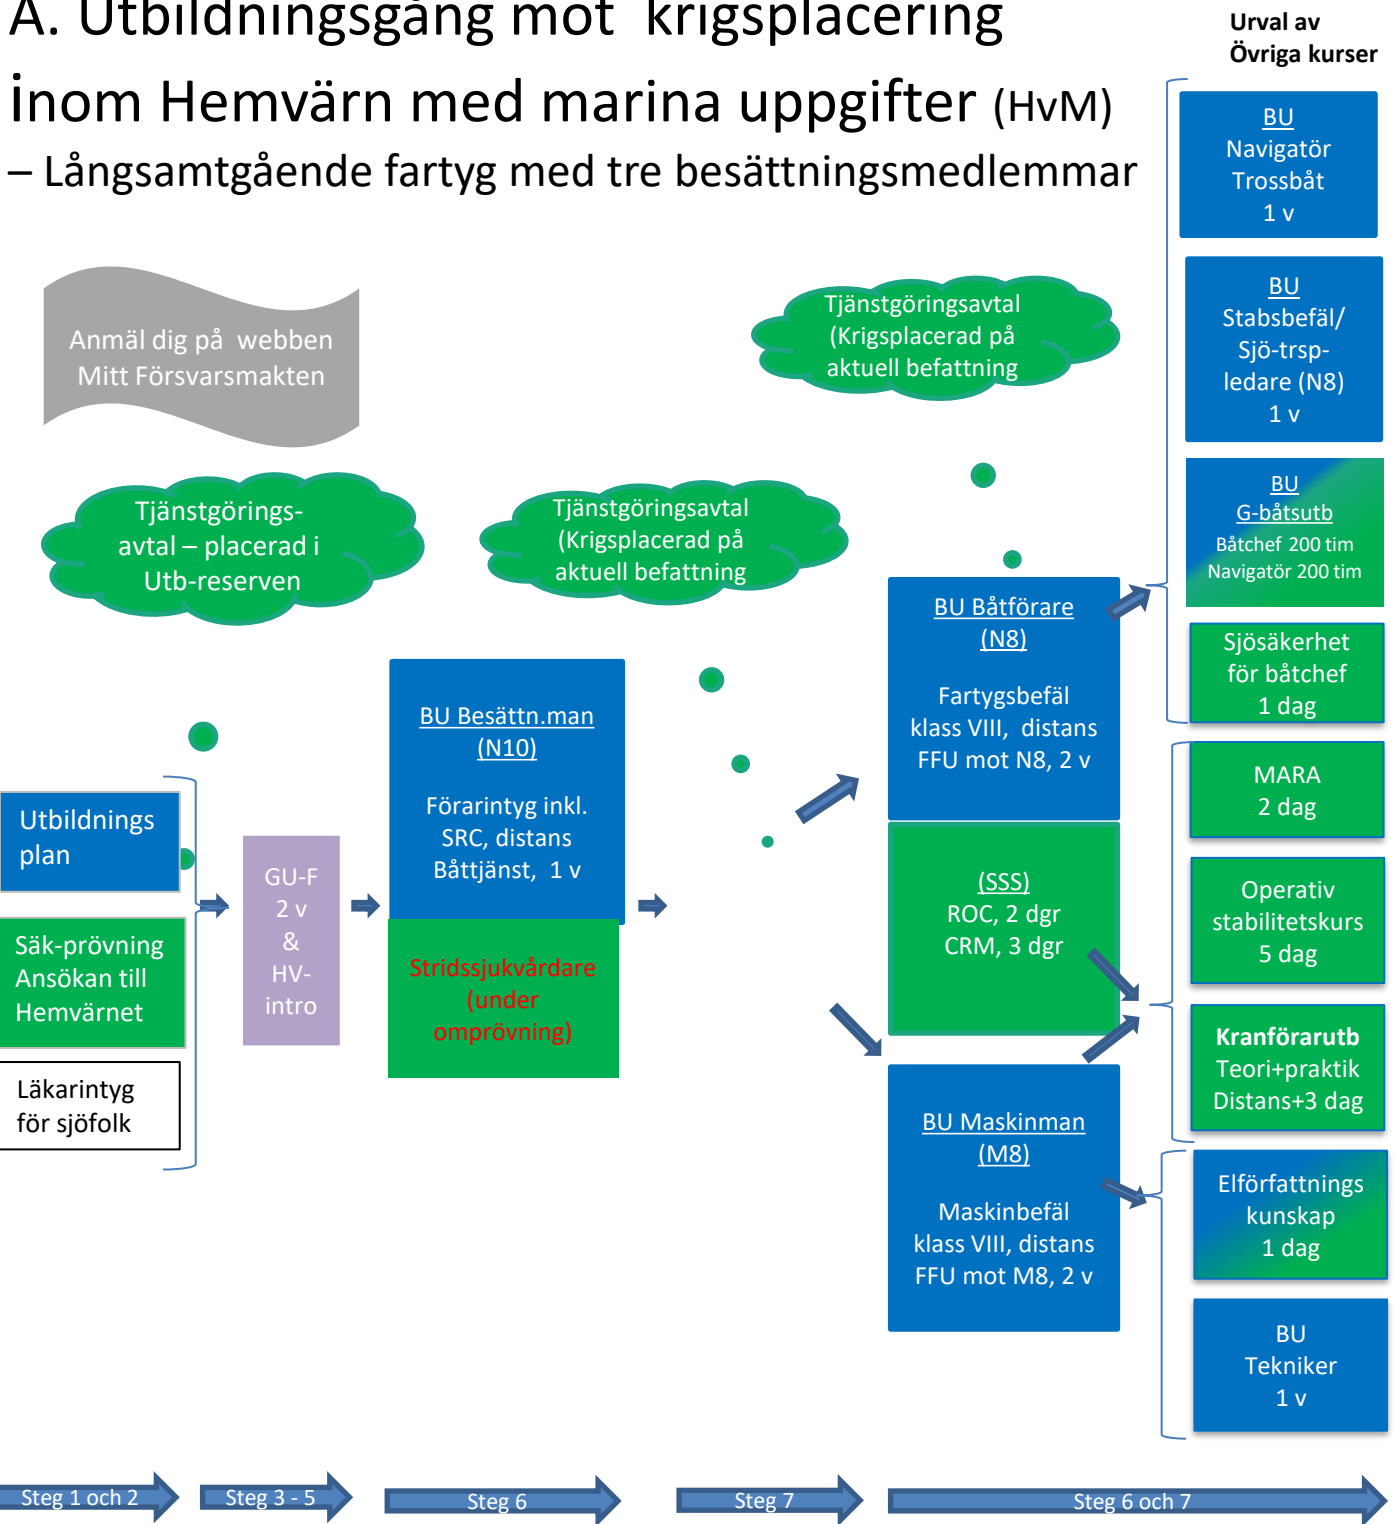 A. Utbildningsgång mot krigsplacering
inom Hemvärn med marina uppgifter (HvM)
– Långsamtgående fartyg med tre besättningsmedlemmar
Urval av
Övriga kurser
Anmäl dig på webben
Mitt Försvarsmakten
Tjänstgörings-
avtal – placerad i
Utb-reserven
Tjänstgöringsavtal
(Krigsplacerad på
aktuell befattning
Tjänstgöringsavtal
(Krigsplacerad på
aktuell befattning
Utbildnings
plan
Säk-prövning
Ansökan till
Hemvärnet
Läkarintyg
för sjöfolk
GU-F
2 v
&
HV-
intro
BU Besättn.man
(N10)
Förarintyg inkl.
SRC, distans
Båttjänst, 1 v
Stridssjukvårdare
(under
omprövning)
BU Båtförare
(N8)
Fartygsbefäl
klass VIII, distans
FFU mot N8, 2 v
(SSS)
ROC, 2 dgr
CRM, 3 dgr
BU Maskinman
(M8)
Maskinbefäl
klass VIII, distans
FFU mot M8, 2 v
BU
Navigatör
Trossbåt
1 v
BU
Stabsbefäl/
Sjö-trsp-
ledare (N8)
1 v
BU
G-båtsutb
Båtchef 200 tim
Navigatör 200 tim
Sjösäkerhet
för båtchef
1 dag
MARA
2 dag
Operativ
stabilitetskurs
5 dag
Kranförarutb
Teori+praktik
Distans+3 dag
Elförfattnings
kunskap
1 dag
BU
Tekniker
1 v
Steg 1 och 2
Steg 3 - 5
Steg 6
Steg 7
Steg 6 och 7